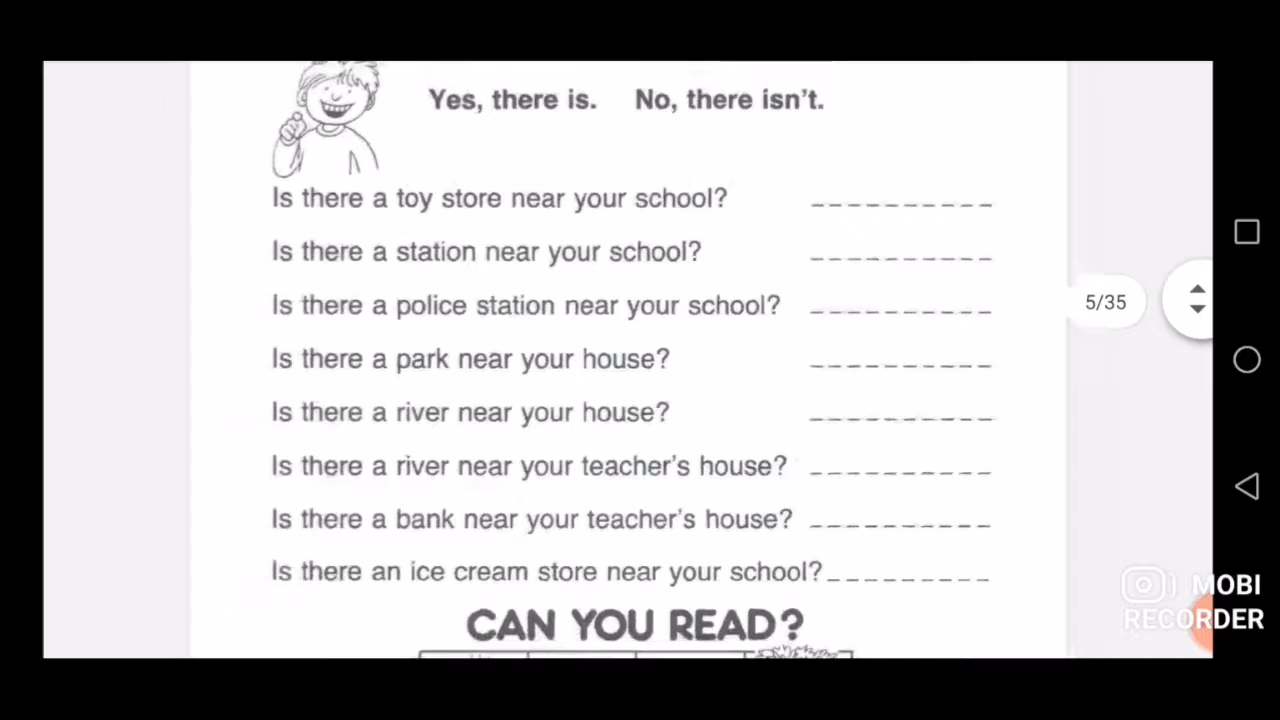 Yes, there is. No, there isn't.
Is there a toy store near your school? _ _ _ _ _ _ _ _ _ _
Is there a station near your school? _ _ _ _ _ _ _ _ _ _
Is there a police station near your school? _ _ _ _ _ _ _ _ _ _
5/35
Is there a park near your house? _ _ _ _ _ _ _ _ _ _
Is there a river near your house? _ _ _ _ _ _ _ _ _ _
Is there a river near your teacher's house? _ _ _ _ _ _ _ _ _ _
Is there a bank near your teacher's house? _ _ _ _ _ _ _ _ _ _
Is there an ice cream store near your school?_ _ _ _ _ _ _ _ _
CAN YOU READ?
MOBI
RECORDER